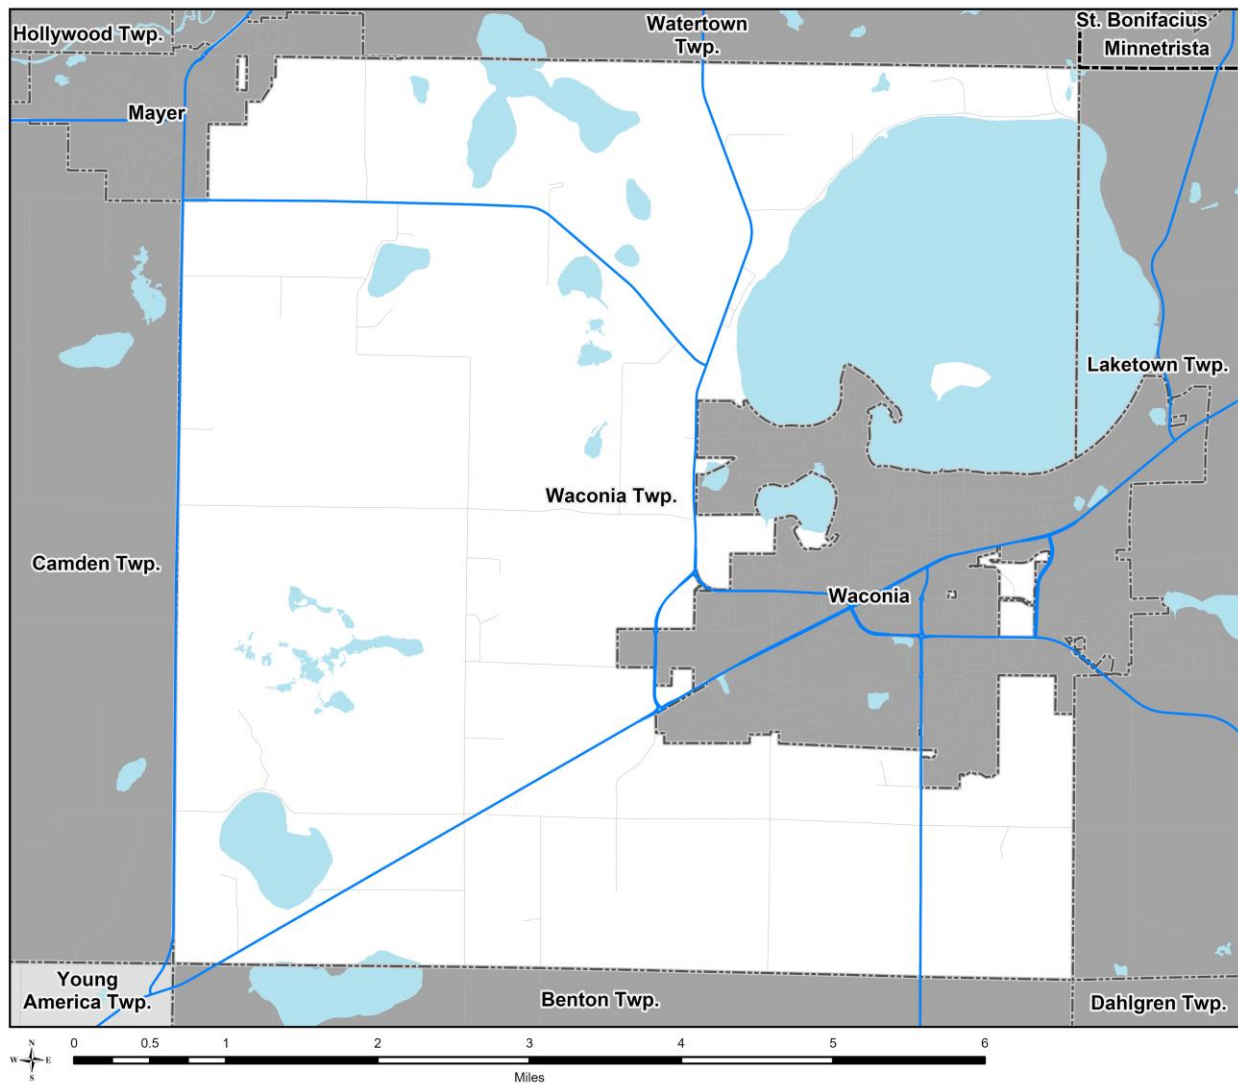 Hollywood Twp.
Watertown
Twp.
St. Bonifacius
Minnetrista
Mayer
Laketown Twp.
Waconia Twp.
Camden Twp.
Waconia
Young
America Twp.
Benton Twp.
Dahlgren Twp.
N
W E
S
0 0.5 1 2 3 4 5 6
Miles